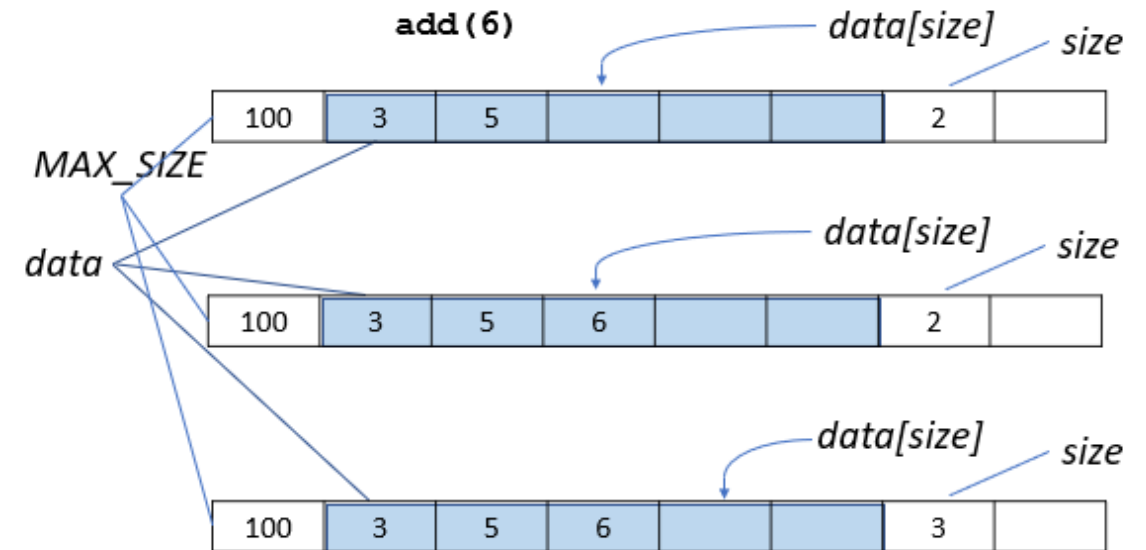 add(6)
data[size]
size
100 3 5 2
MAX_SIZE
data[size]
size
data
100 3 5 6 2
data[size]
size
100 3 5 6 3